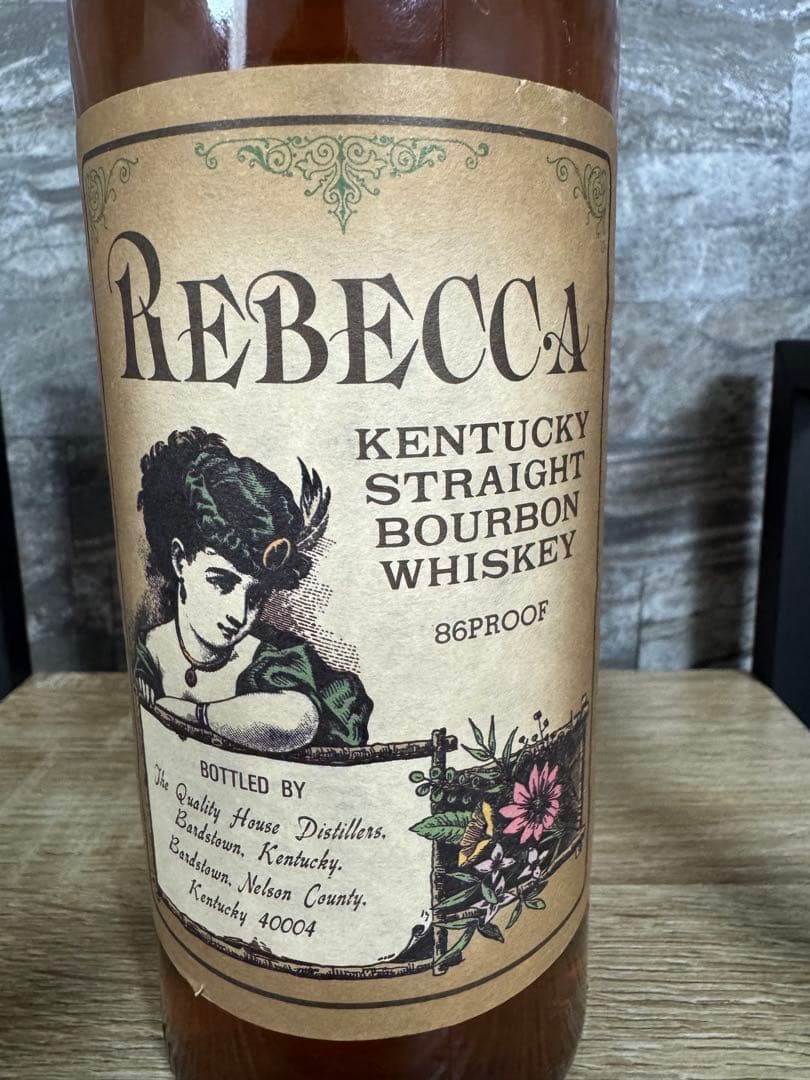 REBECCA
KENTUCKY
STRAIGHT
BOURBON
WHISKEY
86PROOF
BOTTLED BY
The Quality House Distillers.
Bardstown, Kentucky.
Bardstown, Nelson County.
Kentucky 40004